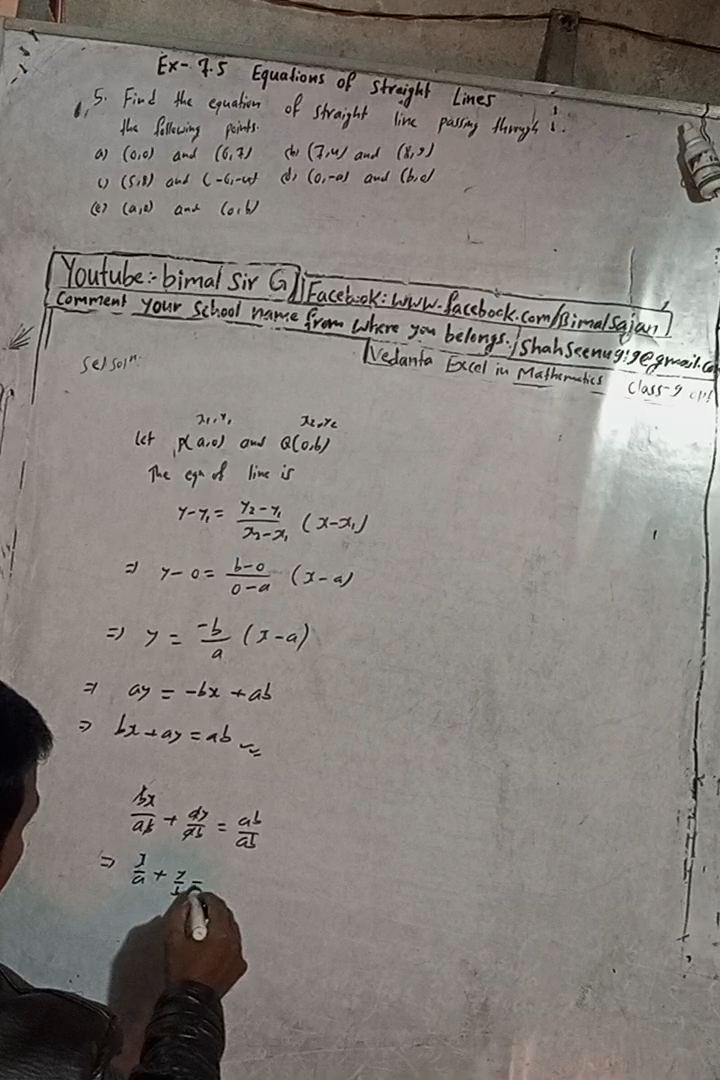 Ex- 7.5 Equations of Straight Lines
5. Find the equation of straight line passing through
the following points.
a) (0,0) and (6,7) (b) (7,4) and (8,9)
(c) (5,8) and (-6,-4) (d) (0,-a) and (b,0)
(e) (a,0) and (0,b)
Youtube:- bimal sir G Facebook: www.facebook.com/Bimalsajan
Comment your School name from where you belongs. Shahseenu919@gmail.co
Vedanta Excel in Mathematics Class-9
x₁,y₁ x₂,y₂
let P(a,0) and Q(0,b)
The eqn of line is
y-y₁ = y₂-y₁/x₂-x₁ (x-x₁)
⇒ y-0 = b-0/0-a (x-a)
⇒ y = -b/a (x-a)
⇒ ay = -bx + ab
⇒ bx + ay = ab
bx/ab + ay/ab = ab/ab
⇒ x/a + y/b =